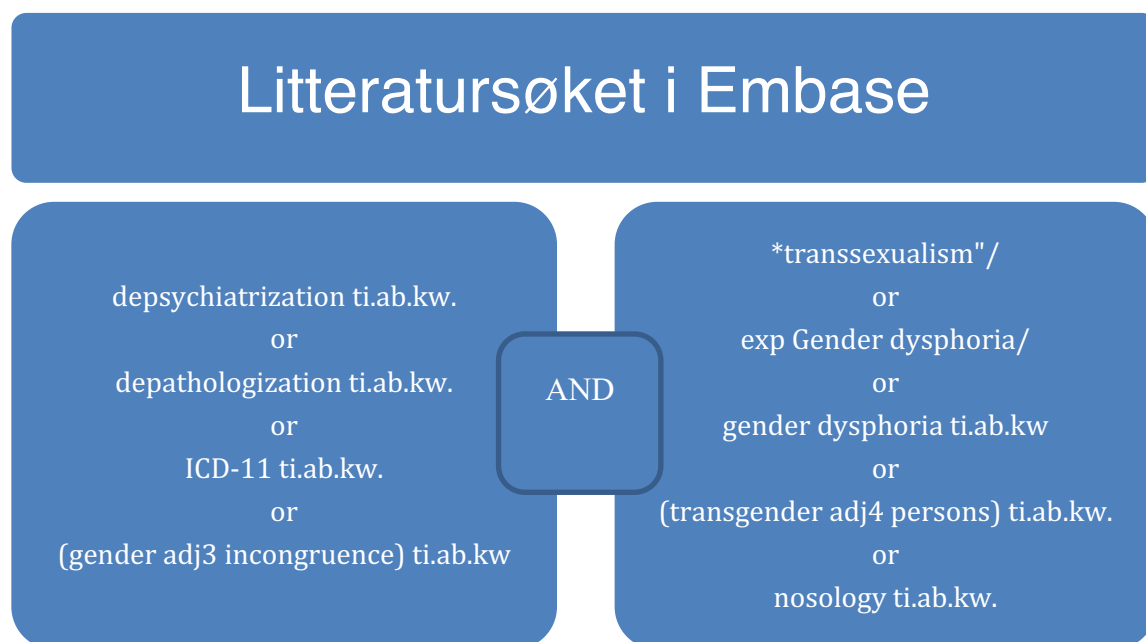 Litteratursøket i Embase
depsychiatrization ti.ab.kw.
or
depathologization ti.ab.kw.
or
ICD-11 ti.ab.kw.
or
(gender adj3 incongruence) ti.ab.kw
AND
*transsexualism"/
or
exp Gender dysphoria/
or
gender dysphoria ti.ab.kw
or
(transgender adj4 persons) ti.ab.kw.
or
nosology ti.ab.kw.